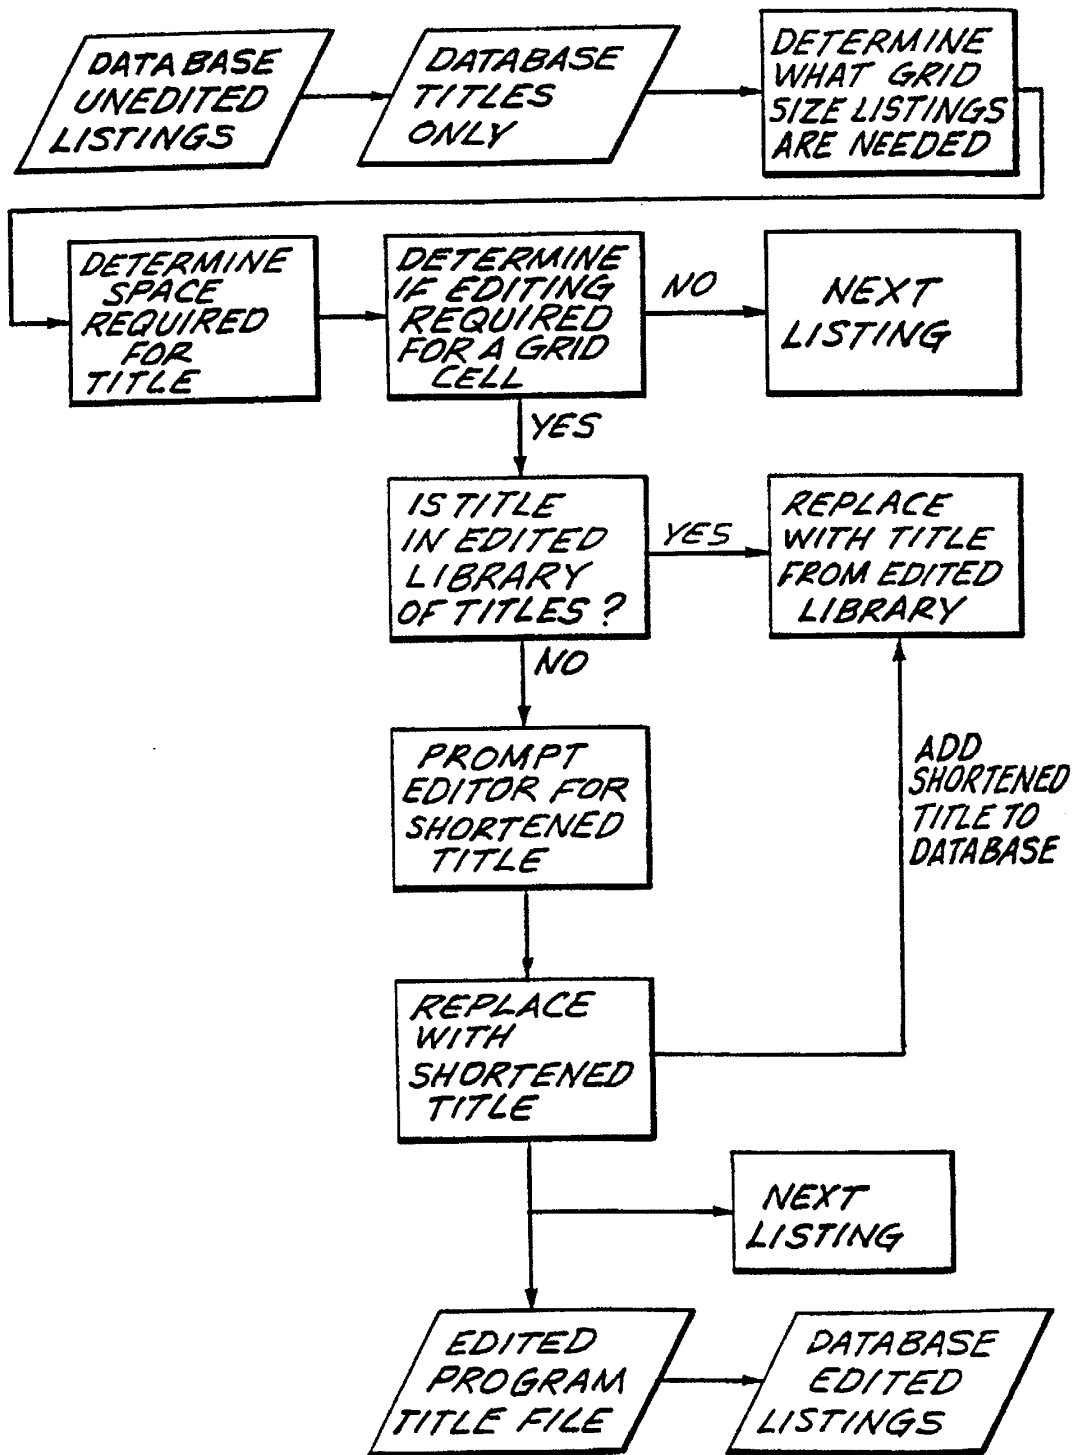 DATABASE
UNEDITED
LISTINGS
DATABASE
TITLES
ONLY
DETERMINE
WHAT GRID
SIZE LISTINGS
ARE NEEDED
DETERMINE
SPACE
REQUIRED
FOR
TITLE
DETERMINE
IF EDITING
REQUIRED
FOR A GRID
CELL
NO
NEXT
LISTING
YES
IS TITLE
IN EDITED
LIBRARY
OF TITLES?
YES
REPLACE
WITH TITLE
FROM EDITED
LIBRARY
NO
PROMPT
EDITOR FOR
SHORTENED
TITLE
ADD
SHORTENED
TITLE TO
DATABASE
REPLACE
WITH
SHORTENED
TITLE
NEXT
LISTING
EDITED
PROGRAM
TITLE FILE
DATABASE
EDITED
LISTINGS